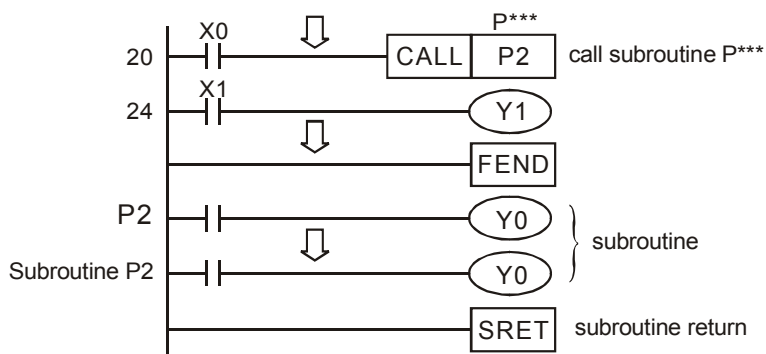 P***
X0
20 CALL P2 call subroutine P***
X1
24 Y1
FEND
P2 Y0
subroutine
Subroutine P2 Y0
SRET subroutine return